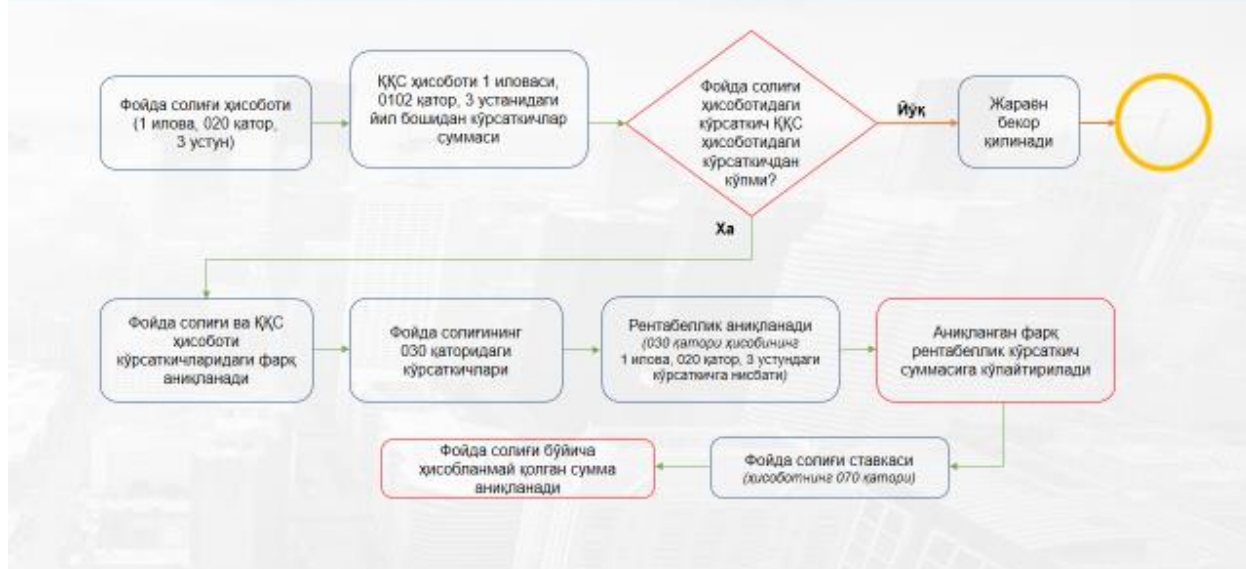 Фойда солиғи ҳисоботи
(1 илова, 020 қатор,
3 устун)
ҚҚС ҳисоботи 1 иловаси,
0102 қатор, 3 устанидаги
йил бошидан кўрсаткичлар
суммаси
Фойда солиғи
ҳисоботидаги
кўрсаткич ҚҚС
ҳисоботидаги
кўрсаткичдан
кўпми?
Йўқ
Жараён
бекор
қилинади
Ха
Фойда солиғи ва ҚҚС
ҳисоботи
кўрсаткичларидаги фарқ
аниқланади
Фойда солиғининг
030 қаторидаги
кўрсаткичлари
Рентабеллик аниқланади
(030 қатори ҳисобининг
1 илова, 020 қатор, 3 устундаги
кўрсаткичга нисбати)
Аниқланган фарқ
рентабеллик кўрсаткич
суммасига кўпайтирилади
Фойда солиғи бўйича
ҳисобланмай қолган сумма
аниқланади
Фойда солиғи ставкаси
(ҳисоботнинг 070 қатори)